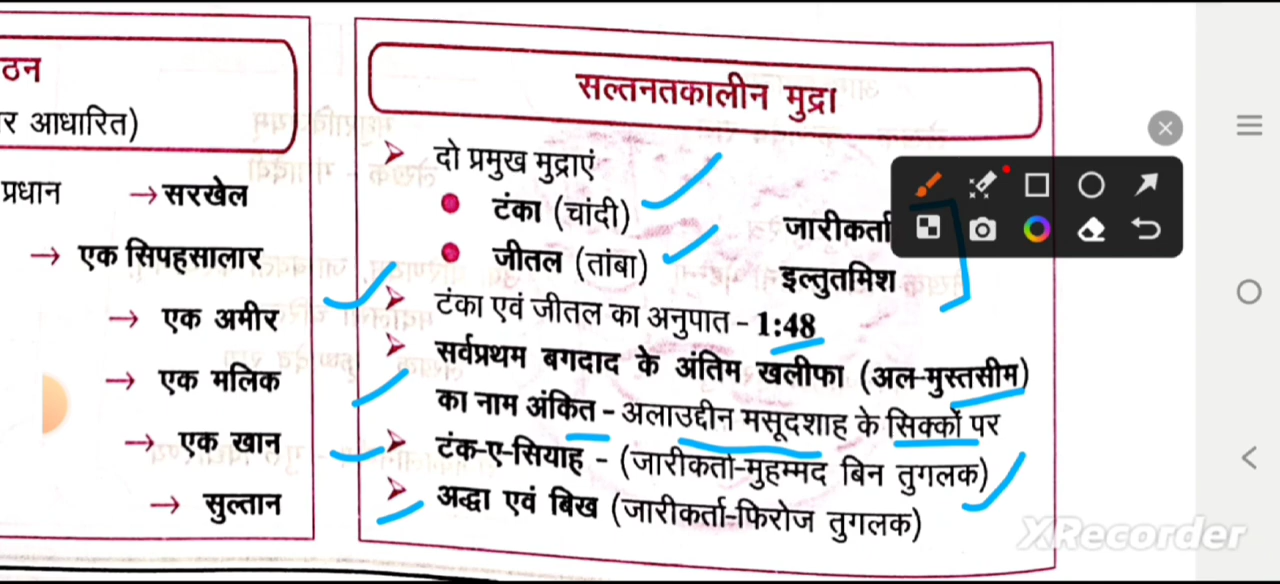 ठन
र आधारित)
प्रधान → सरखेल
→ एक सिपहसालार
→ एक अमीर
→ एक मलिक
→ एक खान
→ सुल्तान
सल्तनतकालीन मुद्रा
➤ दो प्रमुख मुद्राएं
● टंका (चांदी)
● जीतल (तांबा)
जारीकर्ता
इल्तुतमिश
➤ टंका एवं जीतल का अनुपात – 1:48
➤ सर्वप्रथम बगदाद के अंतिम खलीफा (अल-मुस्तसीम)
का नाम अंकित – अलाउद्दीन मसूदशाह के सिक्कों पर
➤ टंक-ए-सियाह – (जारीकर्ता-मुहम्मद बिन तुगलक)
➤ अद्धा एवं बिख (जारीकर्ता-फिरोज तुगलक)
XRecorder